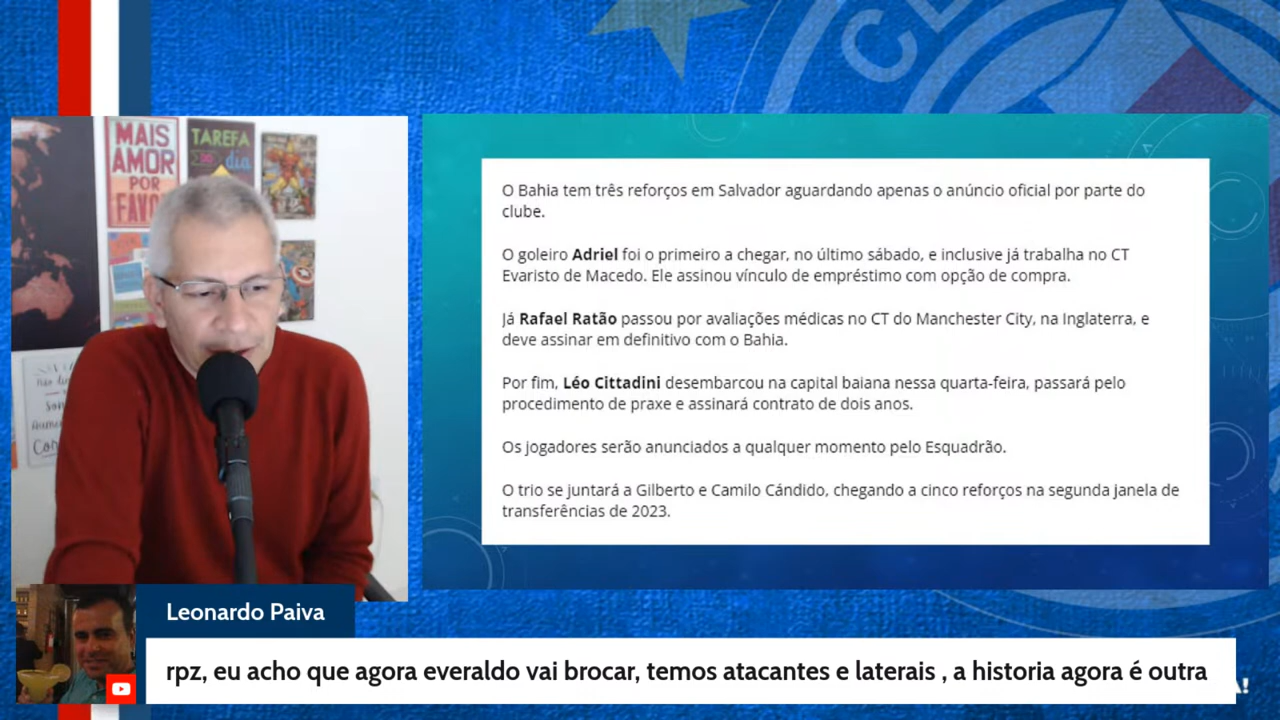 MAIS
AMOR
POR
FAVO
TAREFA
DO
dia
O Bahia tem três reforços em Salvador aguardando apenas o anúncio oficial por parte do
clube.
O goleiro Adriel foi o primeiro a chegar, no último sábado, e inclusive já trabalha no CT
Evaristo de Macedo. Ele assinou vínculo de empréstimo com opção de compra.
Já Rafael Ratão passou por avaliações médicas no CT do Manchester City, na Inglaterra, e
deve assinar em definitivo com o Bahia.
Por fim, Léo Cittadini desembarcou na capital baiana nessa quarta-feira, passará pelo
procedimento de praxe e assinará contrato de dois anos.
Os jogadores serão anunciados a qualquer momento pelo Esquadrão.
O trio se juntará a Gilberto e Camilo Cándido, chegando a cinco reforços na segunda janela de
transferências de 2023.
Leonardo Paiva
rpz, eu acho que agora everaldo vai brocar, temos atacantes e laterais , a historia agora é outra
A!